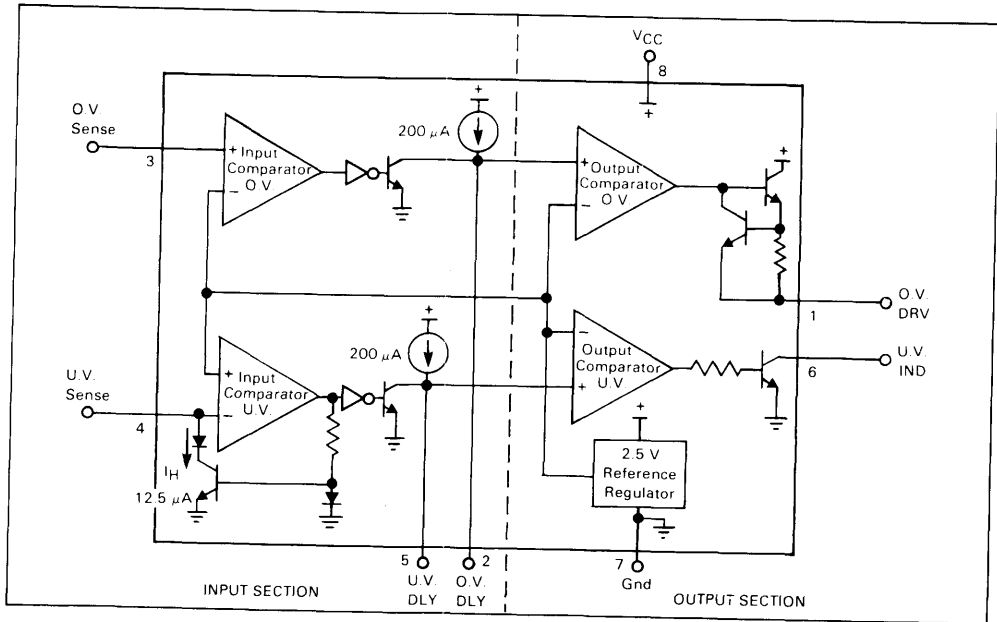 VCC
8
O.V.
Sense
3
+ Input
Comparator
O V
−
200 μA
+
+
Output
Comparator
O V
−
+
+
1
O.V.
DRV
U.V.
Sense
4
+ Input
Comparator
U.V.
−
200 μA
+
−
Output
Comparator
U.V.
+
6
U.V.
IND
IH
12.5 μA
+
2.5 V
Reference
Regulator
7
Gnd
5
U.V.
DLY
2
O.V.
DLY
INPUT SECTION
OUTPUT SECTION